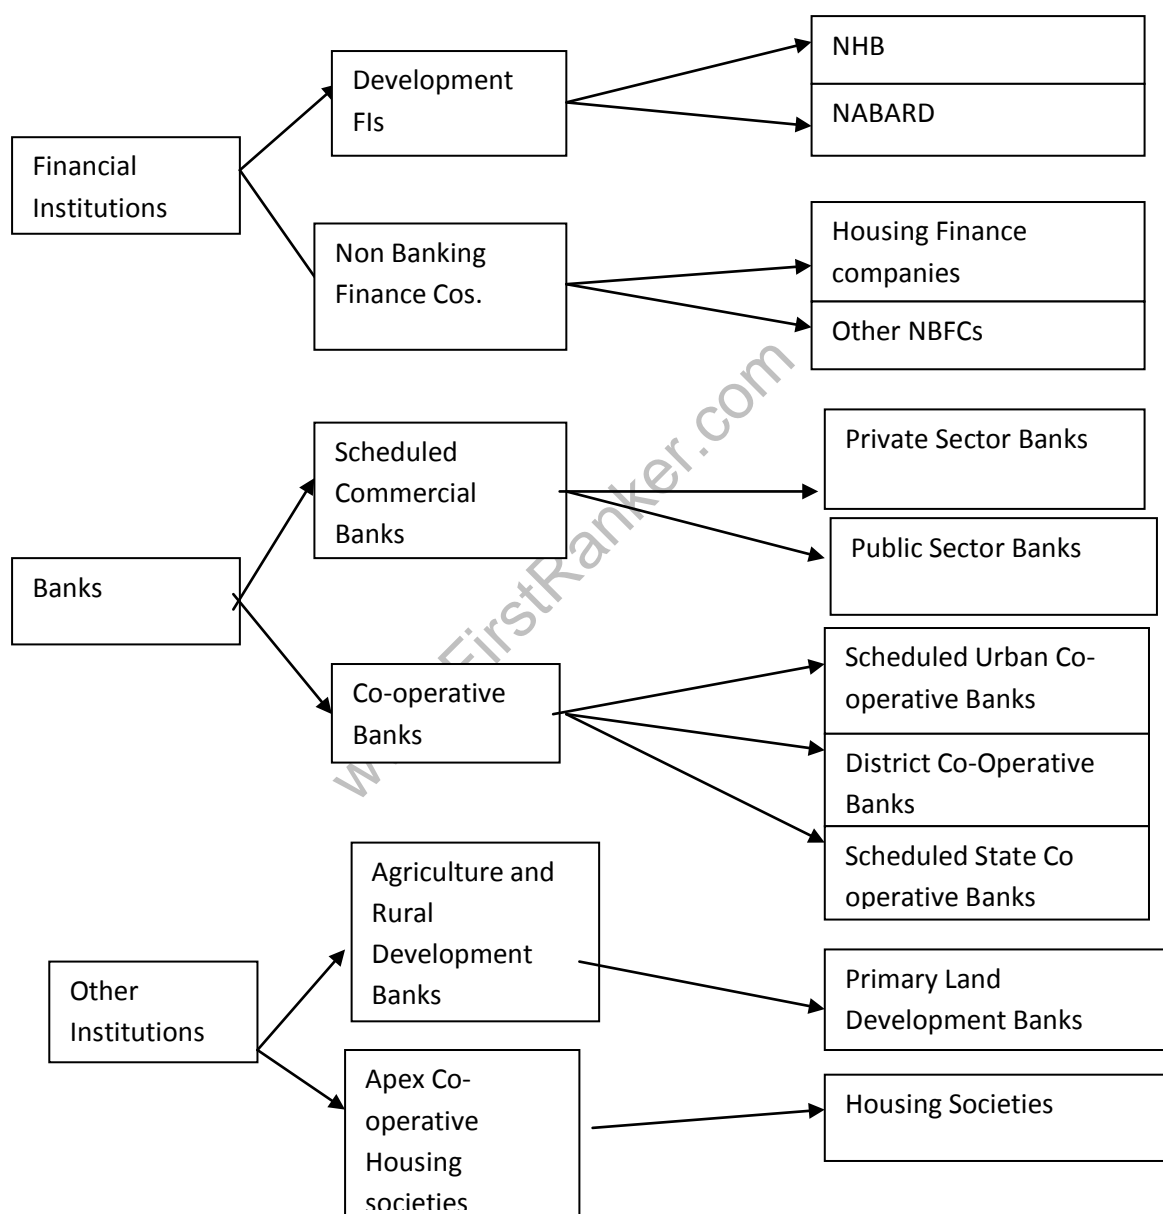 NHB
Development
FIs
NABARD
Financial
Institutions
Non Banking
Finance Cos.
Housing Finance
companies
Other NBFCs
Scheduled
Commercial
Banks
Private Sector Banks
Public Sector Banks
Banks
Co-operative
Banks
Scheduled Urban Co-
operative Banks
District Co-Operative
Banks
Scheduled State Co
operative Banks
Agriculture and
Rural
Development
Banks
Other
Institutions
Primary Land
Development Banks
Apex Co-
operative
Housing
societies
Housing Societies
FirstRanker.com